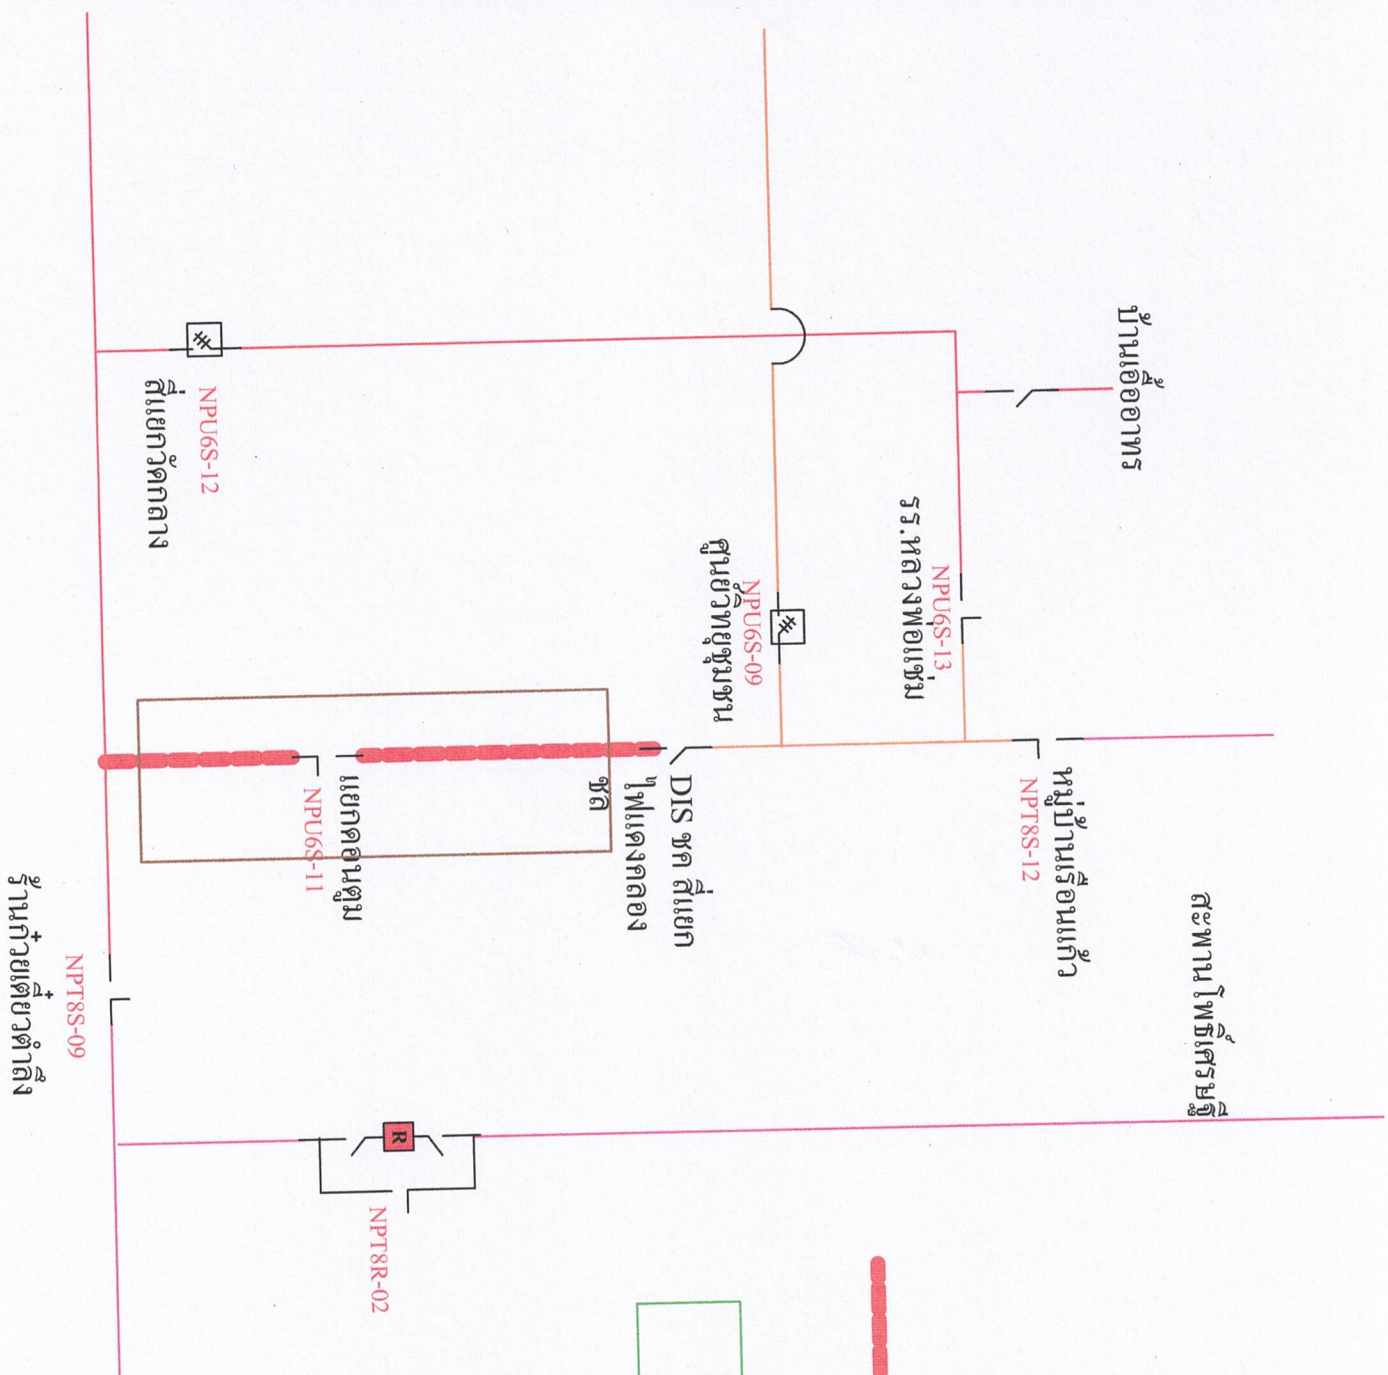 บ้านเอื้ออาทร
สะพานโพธิ์เศรษฐี
หมู่บ้านเรือนแก้ว
NPT8S-12
NPU6S-13
รร.หลวงพ่อแช่ม
NPU6S-09
ศูนย์วิทยุชุมชน
DIS ชค สี่แยก
ไฟแดงคลอง
ชล
แยกดอนตูม
NPU6S-11
NPU6S-12
สี่แยกวัดกลาง
R
NPT8R-02
NPT8S-09
ร้านก๋วยเตี๋ยวตำลึง